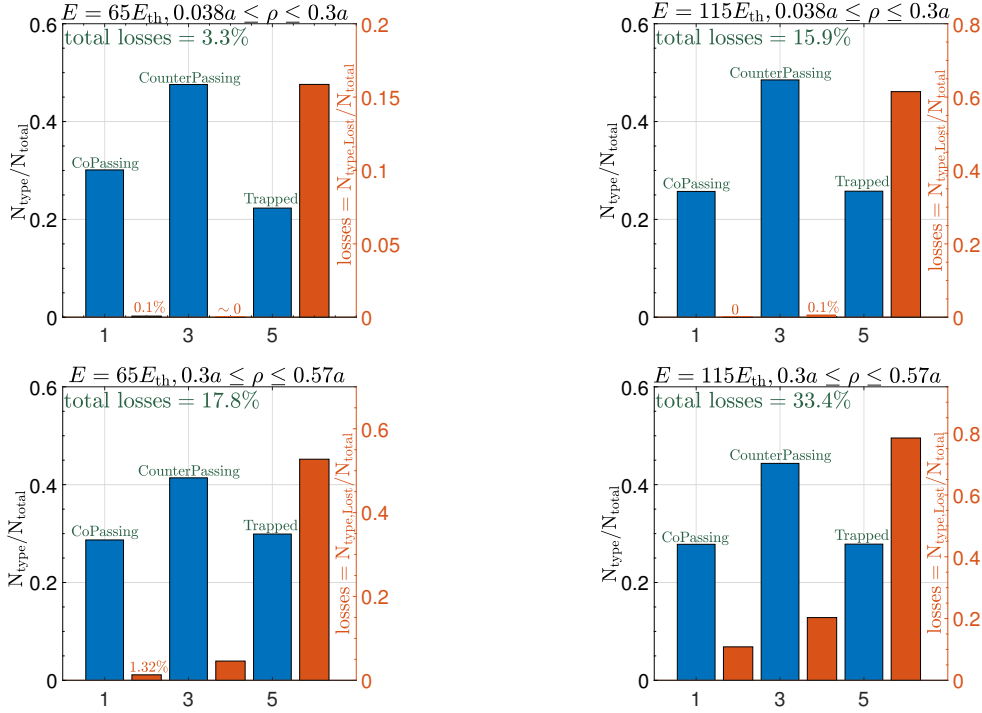 E = 65E_th, 0.038a ≤ ρ ≤ 0.3a
total losses = 3.3%
CounterPassing
CoPassing
Trapped
0.1%
∼ 0
N_type/N_total
losses = N_type,Lost/N_total
0.6
0.4
0.2
0
0.2
0.15
0.1
0.05
0
1 3 5
E = 115E_th, 0.038a ≤ ρ ≤ 0.3a
total losses = 15.9%
CounterPassing
CoPassing
Trapped
0
0.1%
N_type/N_total
losses = N_type,Lost/N_total
0.6
0.4
0.2
0
0.8
0.6
0.4
0.2
0
1 3 5
E = 65E_th, 0.3a ≤ ρ ≤ 0.57a
total losses = 17.8%
CounterPassing
CoPassing
Trapped
1.32%
N_type/N_total
losses = N_type,Lost/N_total
0.6
0.4
0.2
0
0.6
0.4
0.2
0
1 3 5
E = 115E_th, 0.3a ≤ ρ ≤ 0.57a
total losses = 33.4%
CounterPassing
CoPassing
Trapped
N_type/N_total
losses = N_type,Lost/N_total
0.6
0.4
0.2
0
0.8
0.6
0.4
0.2
0
1 3 5